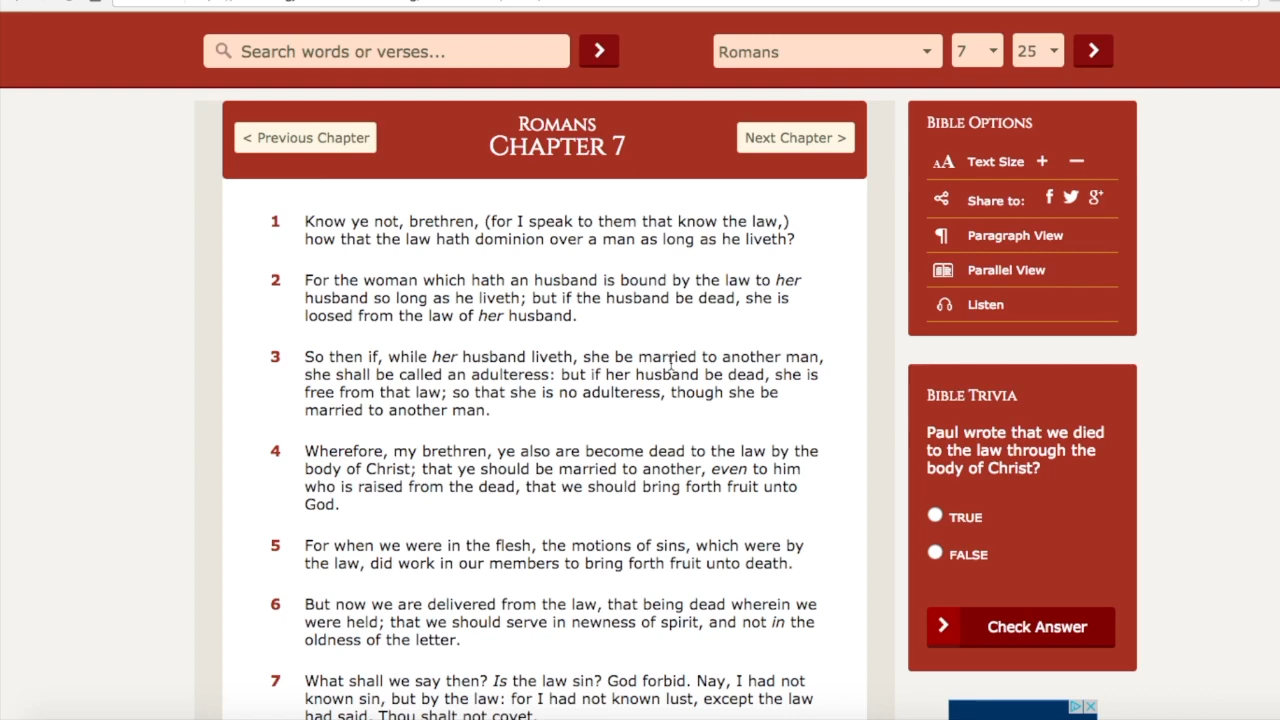 Search words or verses...
Romans
7
25
< Previous Chapter
Romans
Chapter 7
Next Chapter >
1 Know ye not, brethren, (for I speak to them that know the law,)
how that the law hath dominion over a man as long as he liveth?
2 For the woman which hath an husband is bound by the law to her
husband so long as he liveth; but if the husband be dead, she is
loosed from the law of her husband.
3 So then if, while her husband liveth, she be married to another man,
she shall be called an adulteress: but if her husband be dead, she is
free from that law; so that she is no adulteress, though she be
married to another man.
4 Wherefore, my brethren, ye also are become dead to the law by the
body of Christ; that ye should be married to another, even to him
who is raised from the dead, that we should bring forth fruit unto
God.
5 For when we were in the flesh, the motions of sins, which were by
the law, did work in our members to bring forth fruit unto death.
6 But now we are delivered from the law, that being dead wherein we
were held; that we should serve in newness of spirit, and not in the
oldness of the letter.
7 What shall we say then? Is the law sin? God forbid. Nay, I had not
known sin, but by the law: for I had not known lust, except the law
had said, Thou shalt not covet.
Bible Options
AA Text Size + −
Share to: f g+
Paragraph View
Parallel View
Listen
Bible Trivia
Paul wrote that we died
to the law through the
body of Christ?
TRUE
FALSE
Check Answer